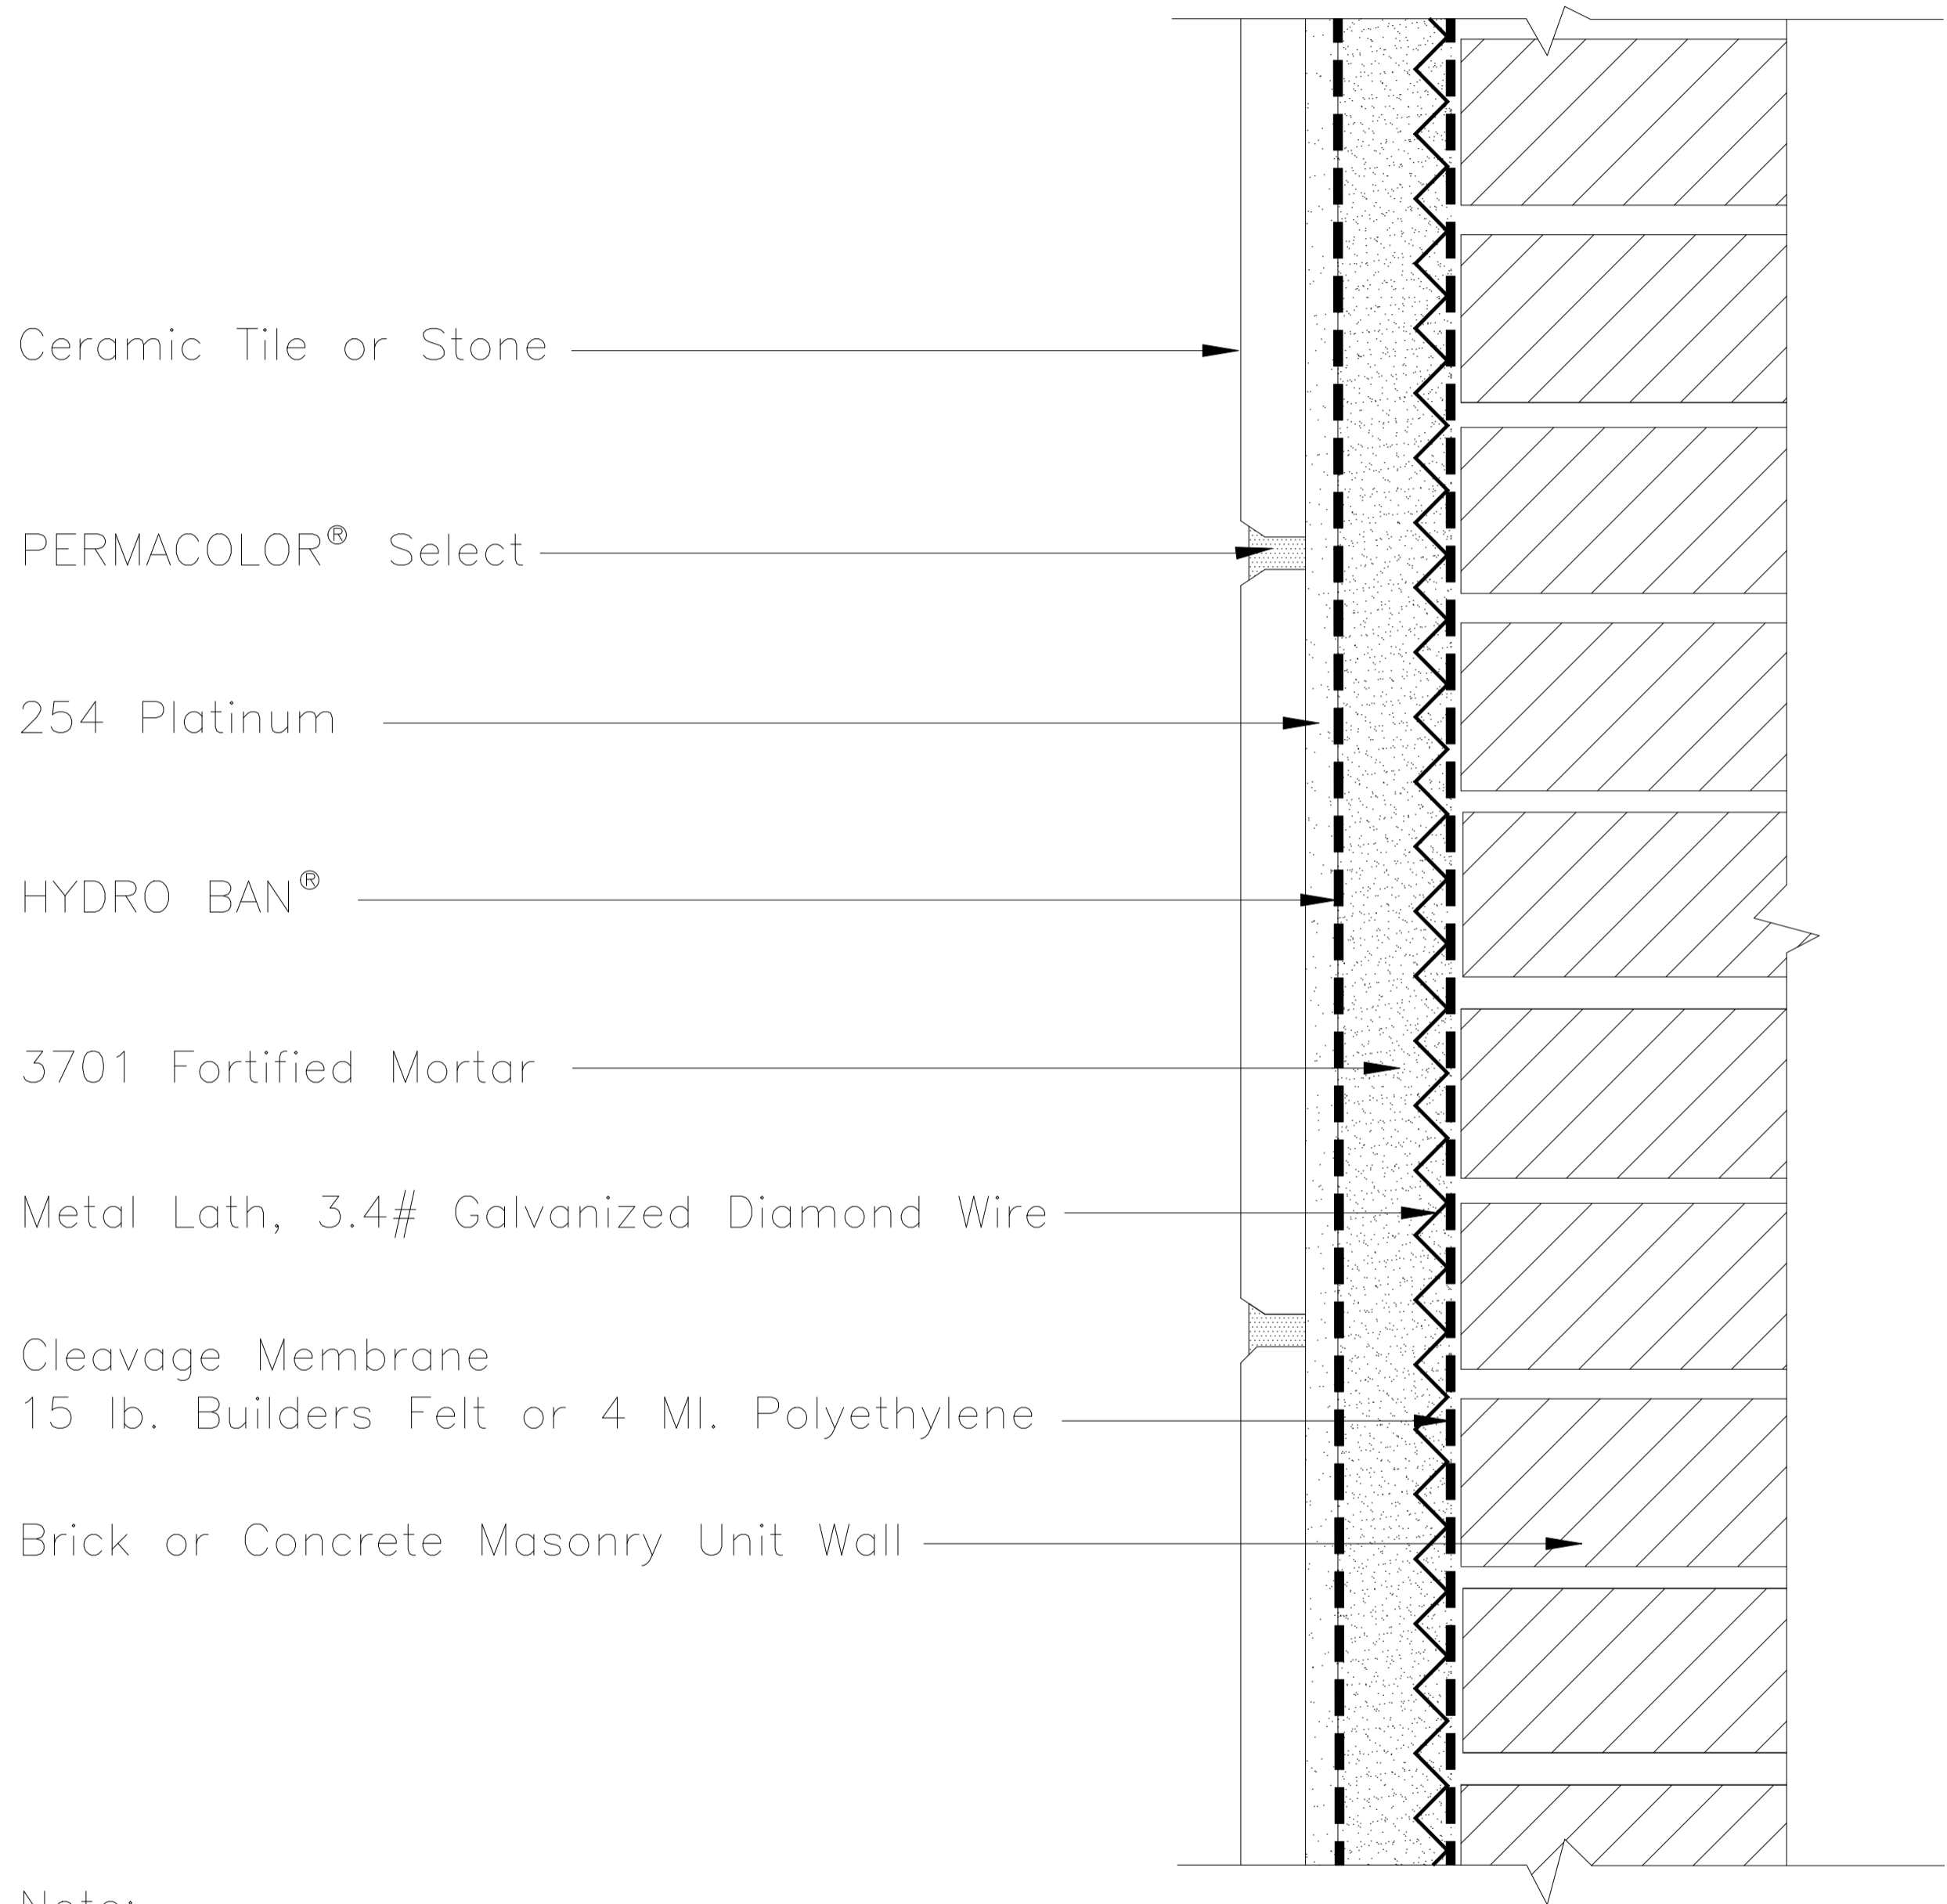 Ceramic Tile or Stone
PERMACOLOR® Select
254 Platinum
HYDRO BAN®
3701 Fortified Mortar
Metal Lath, 3.4# Galvanized Diamond Wire
Cleavage Membrane
15 lb. Builders Felt or 4 Ml. Polyethylene
Brick or Concrete Masonry Unit Wall